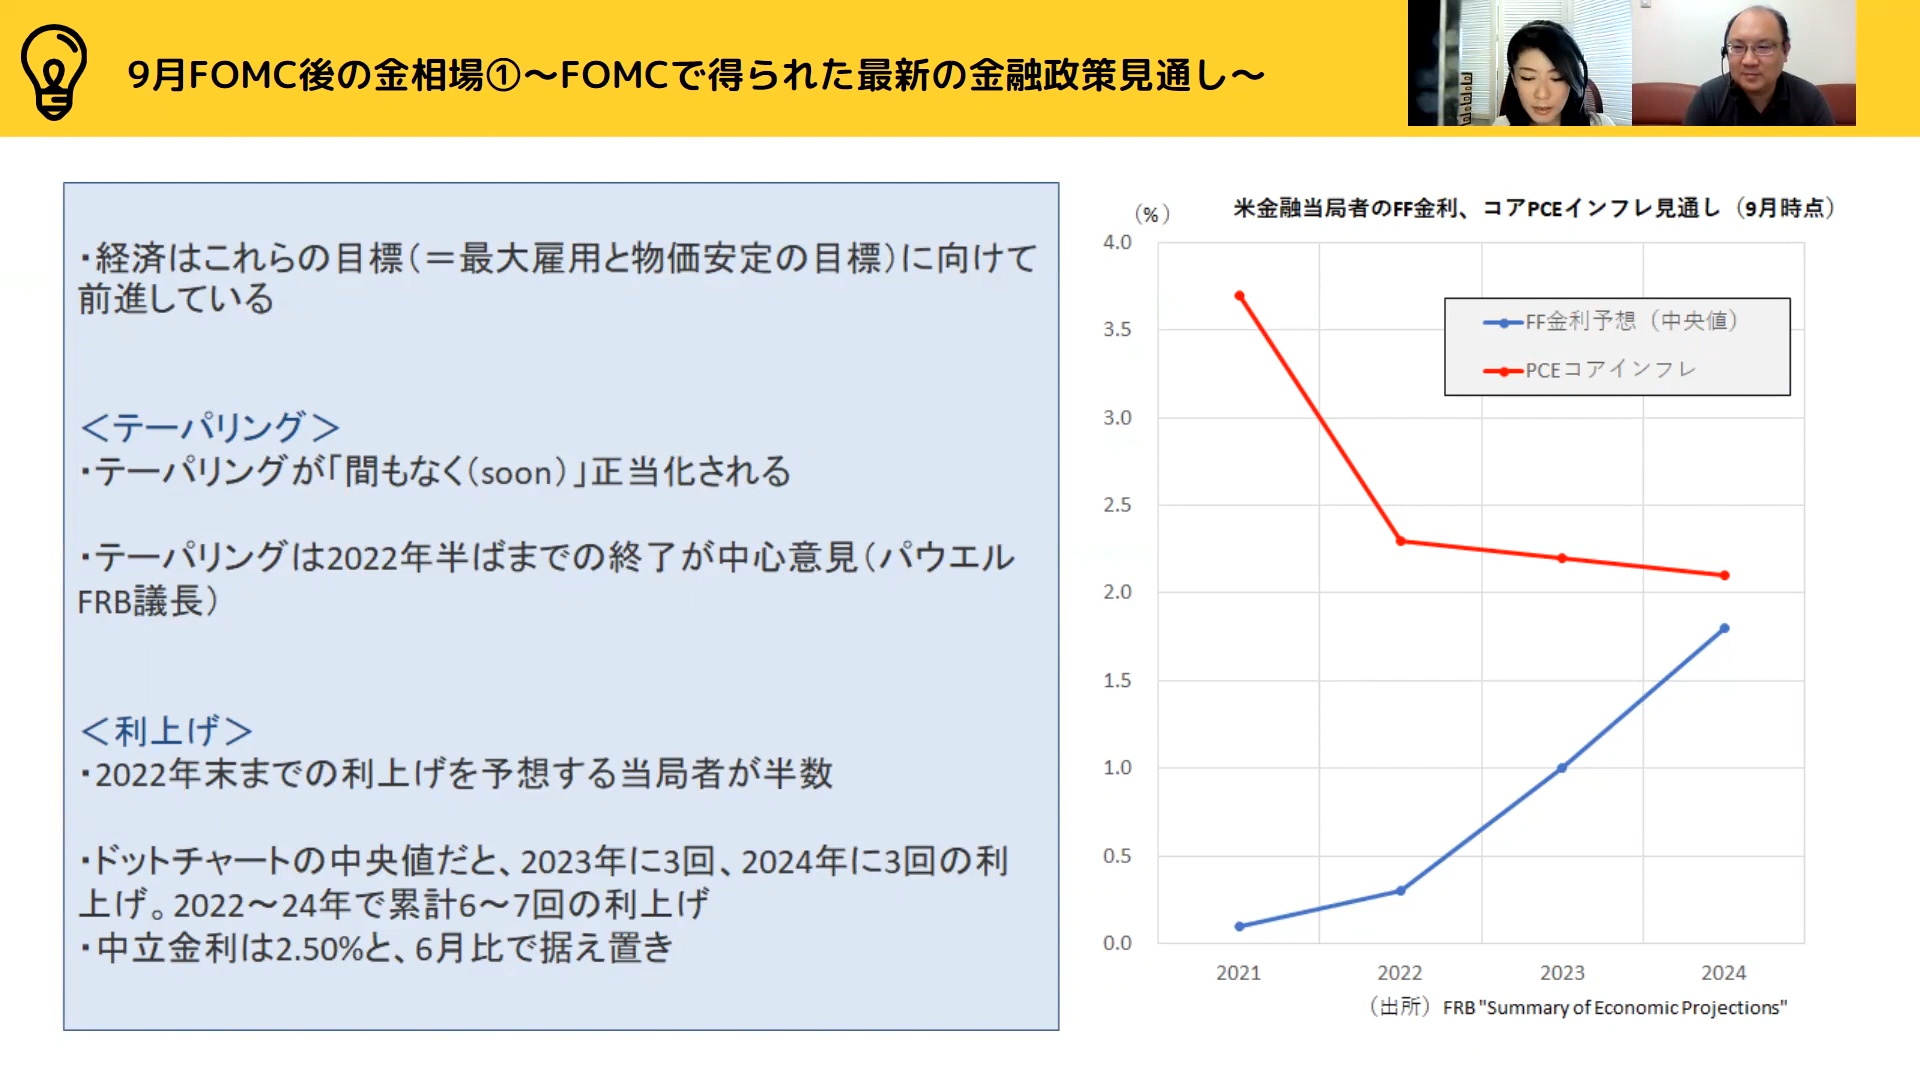 9月FOMC後の金相場①～FOMCで得られた最新の金融政策見通し～
・経済はこれらの目標（＝最大雇用と物価安定の目標）に向けて
前進している
＜テーパリング＞
・テーパリングが「間もなく（soon）」正当化される
・テーパリングは2022年半ばまでの終了が中心意見（パウエル
FRB議長）
＜利上げ＞
・2022年末までの利上げを予想する当局者が半数
・ドットチャートの中央値だと、2023年に3回、2024年に3回の利
上げ。2022～24年で累計6～7回の利上げ
・中立金利は2.50%と、6月比で据え置き
米金融当局者のFF金利、コアPCEインフレ見通し（9月時点）
（%）
4.0
3.5
3.0
2.5
2.0
1.5
1.0
0.5
0.0
FF金利予想（中央値）
PCEコアインフレ
2021 2022 2023 2024
（出所）FRB "Summary of Economic Projections"